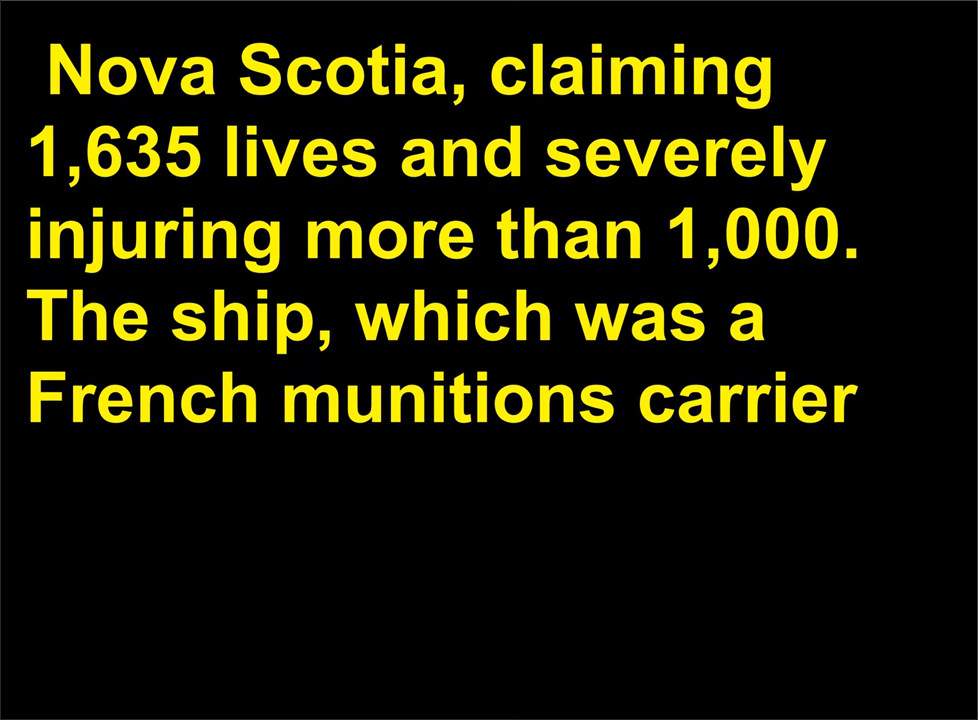 Nova Scotia, claiming
1,635 lives and severely
injuring more than 1,000.
The ship, which was a
French munitions carrier